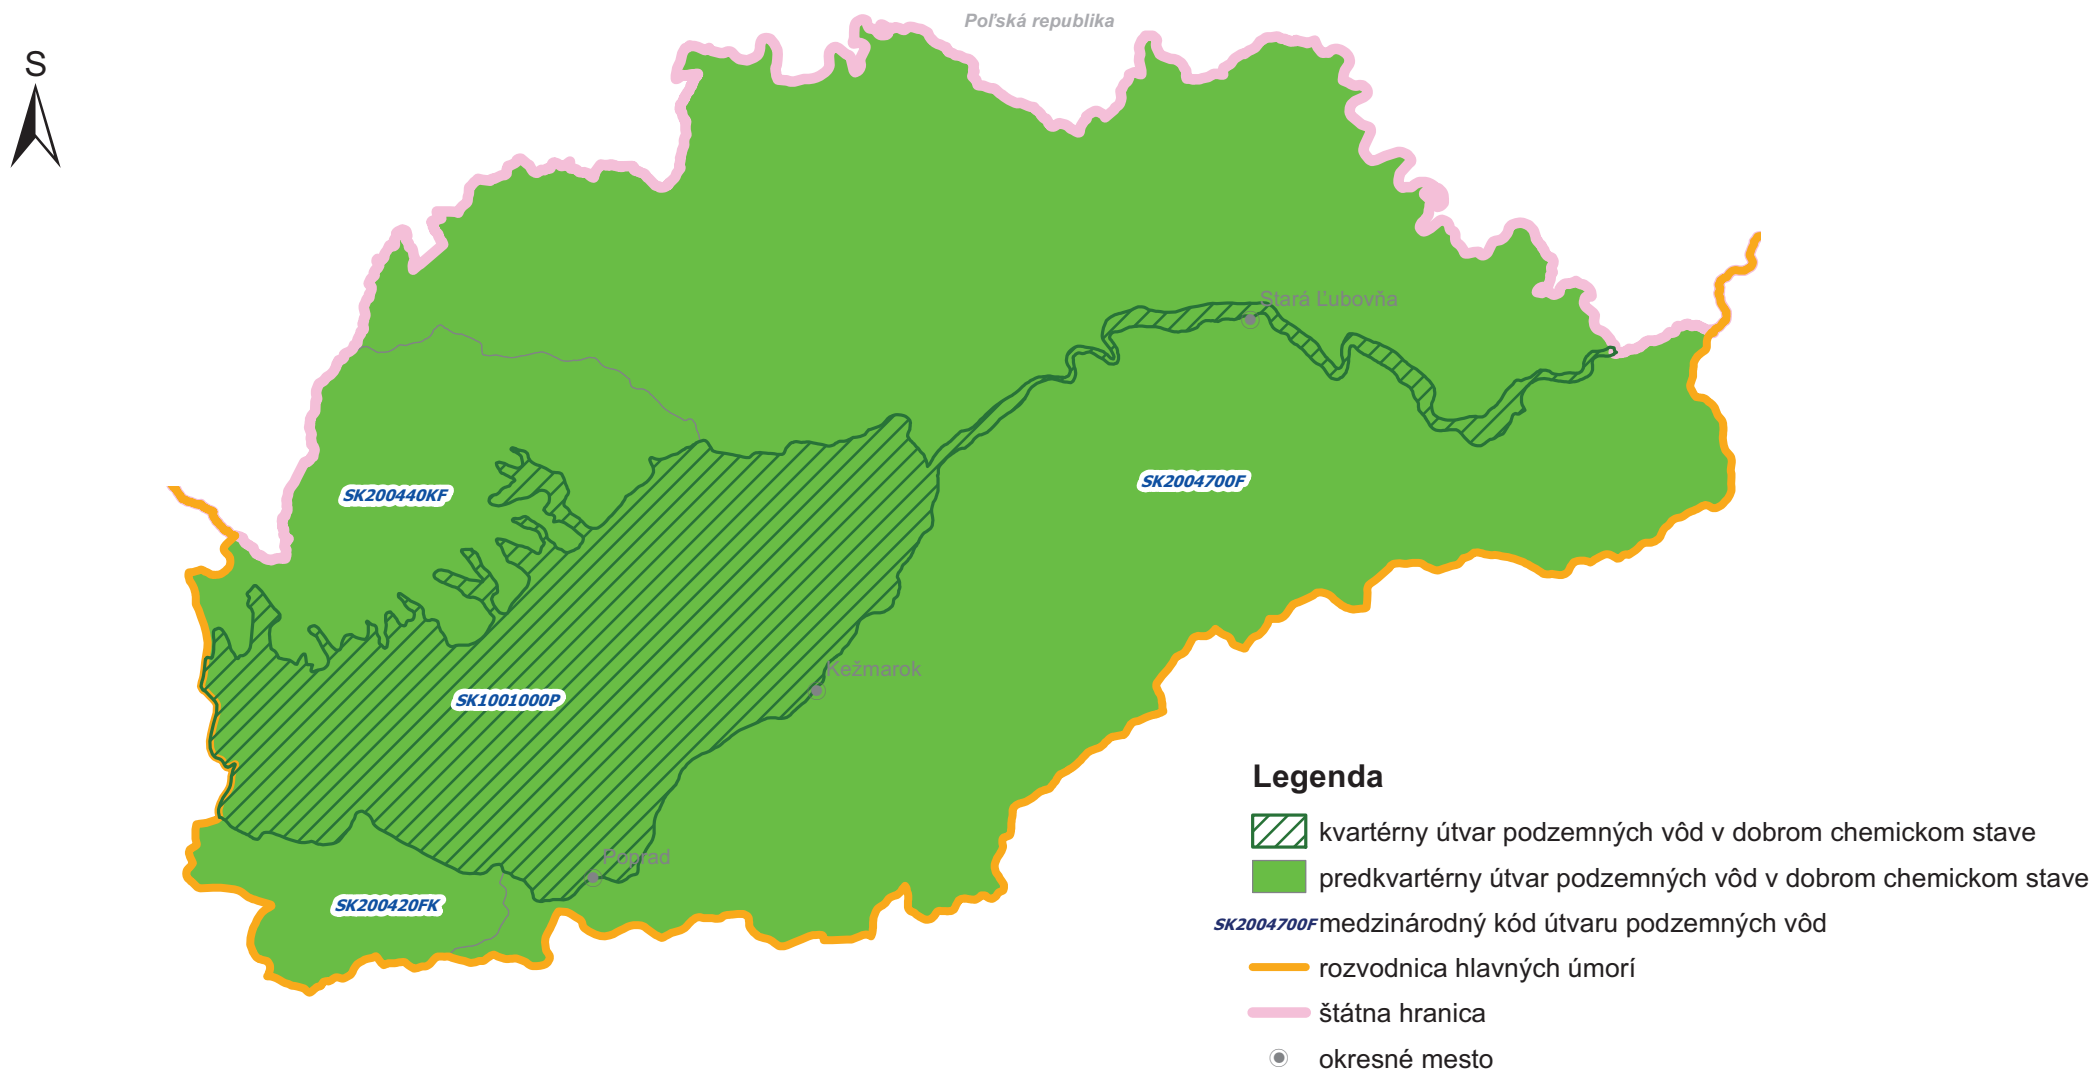 Poľská republika
S
Stará Ľubovňa
SK200440KF
SK2004700F
Kežmarok
SK1001000P
Poprad
SK200420FK
Legenda
kvartérny útvar podzemných vôd v dobrom chemickom stave
predkvartérny útvar podzemných vôd v dobrom chemickom stave
SK2004700F medzinárodný kód útvaru podzemných vôd
rozvodnica hlavných úmorí
štátna hranica
okresné mesto